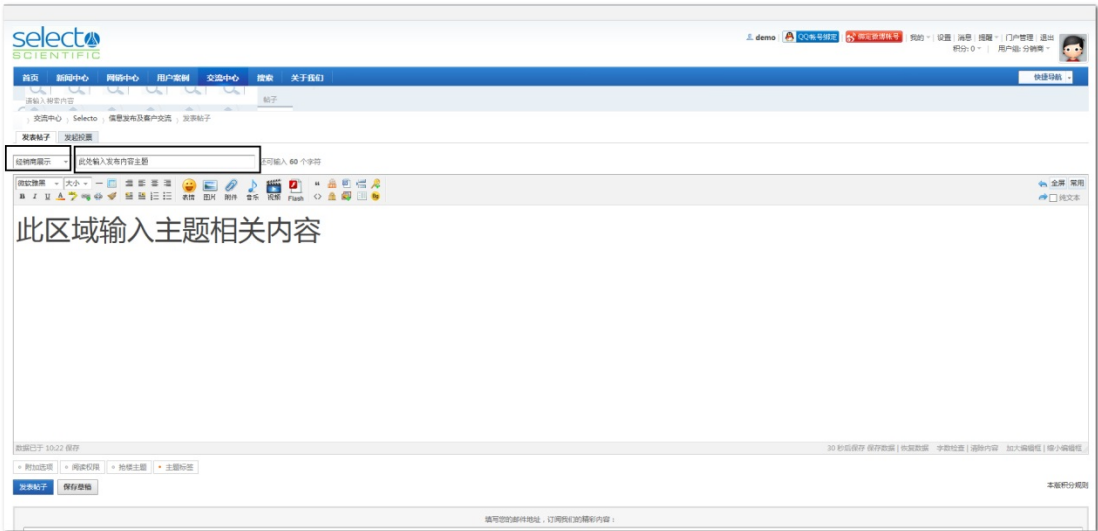 selecta
SCIENTIFIC
demo QQ帐号绑定 绑定微博帐号 我的 设置 消息 提醒 门户管理 退出
积分: 0 用户组: 分销商
首页 新闻中心 网销中心 用户案例 交流中心 搜索 关于我们 快捷导航
请输入搜索内容 帖子
交流中心 Selecto 信息发布及客户交流 发表帖子
发表帖子 发起投票
经销商展示 此处输入发布内容主题 还可输入 60 个字符
微软雅黑 大小 全屏 常用
B I U A 表情 图片 附件 音乐 视频 Flash 纯文本
此区域输入主题相关内容
数据已于 10:22 保存 30 秒后保存 保存数据 | 恢复数据 字数检查 | 清除内容 加大编辑框 | 缩小编辑框
附加选项 阅读权限 抢楼主题 主题标签
发表帖子 保存草稿 本版积分规则
填写您的邮件地址，订阅我们的精彩内容：